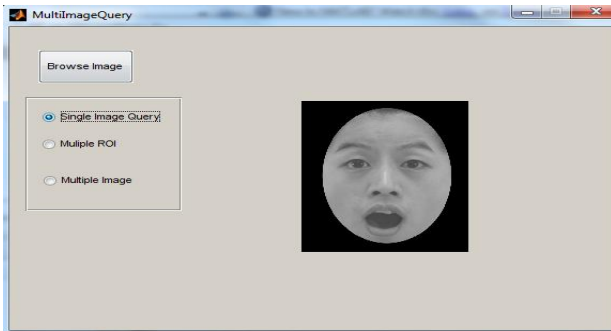 MultiImageQuery
Browse Image
Single Image Query
Muliple ROI
Multiple Image